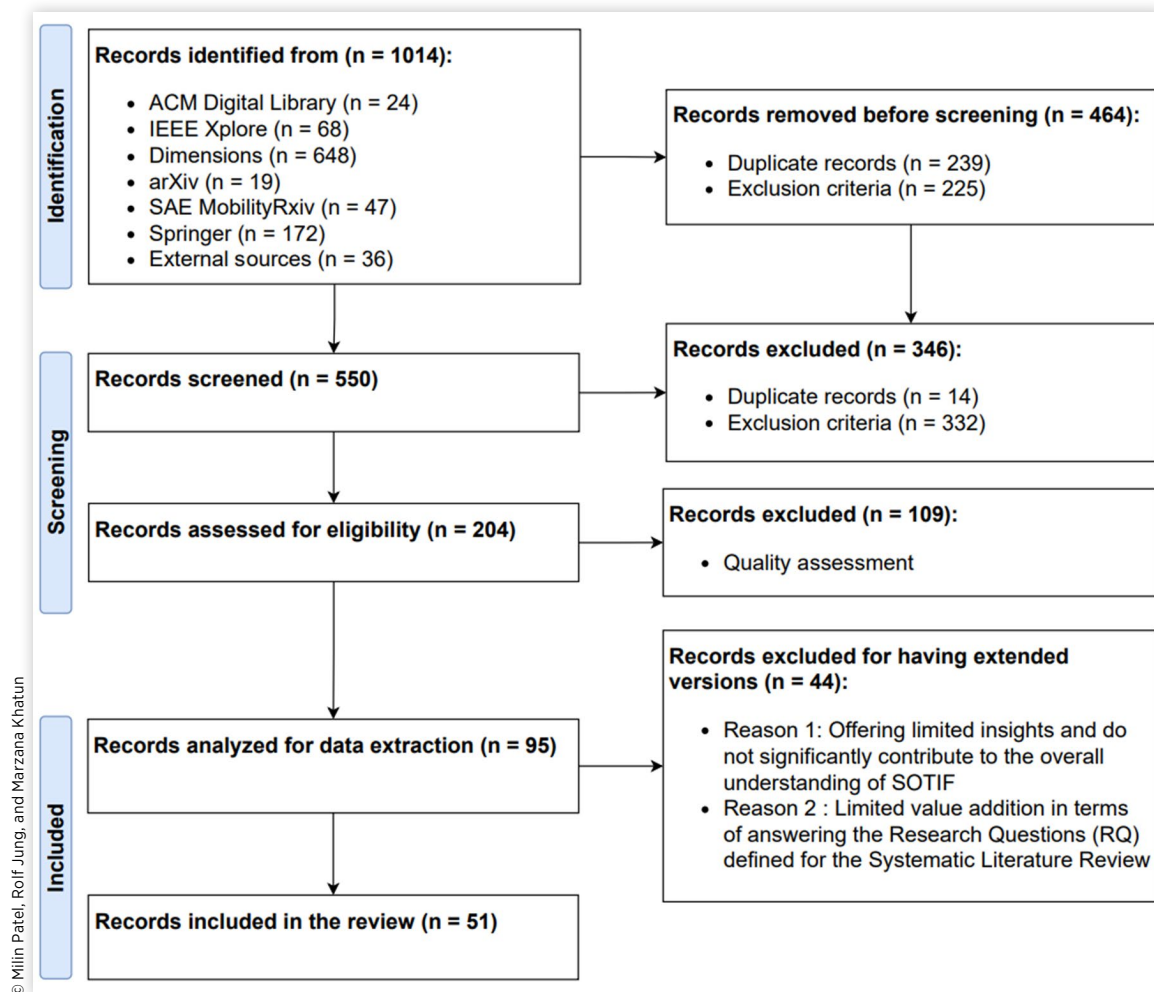 Identification
Records identified from (n = 1014):
• ACM Digital Library (n = 24)
• IEEE Xplore (n = 68)
• Dimensions (n = 648)
• arXiv (n = 19)
• SAE MobilityRxiv (n = 47)
• Springer (n = 172)
• External sources (n = 36)
Records removed before screening (n = 464):
• Duplicate records (n = 239)
• Exclusion criteria (n = 225)
Screening
Records screened (n = 550)
Records excluded (n = 346):
• Duplicate records (n = 14)
• Exclusion criteria (n = 332)
Records assessed for eligibility (n = 204)
Records excluded (n = 109):
• Quality assessment
Included
Records analyzed for data extraction (n = 95)
Records excluded for having extended
versions (n = 44):
• Reason 1: Offering limited insights and do
not significantly contribute to the overall
understanding of SOTIF
• Reason 2 : Limited value addition in terms
of answering the Research Questions (RQ)
defined for the Systematic Literature Review
Records included in the review (n = 51)
© Milin Patel, Rolf Jung, and Marzana Khatun